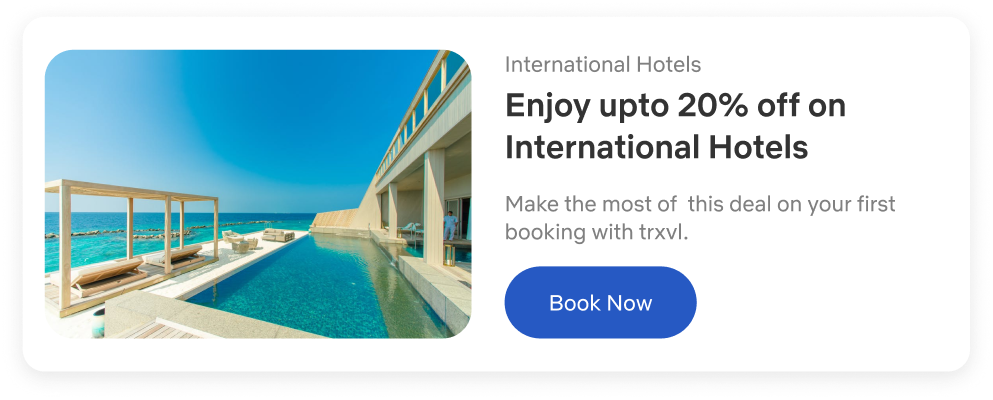 International Hotels
Enjoy upto 20% off on
International Hotels
Make the most of  this deal on your first
booking with trxvl.
Book Now